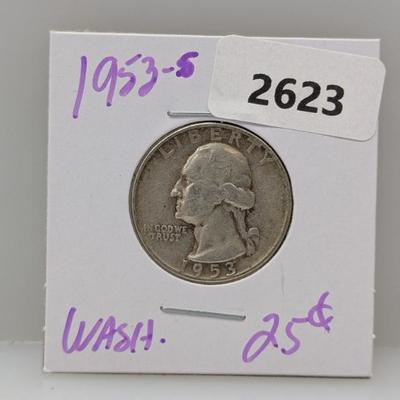 1953-S
2623
LIBERTY
IN GOD WE
TRUST
1953
WASH. 25¢